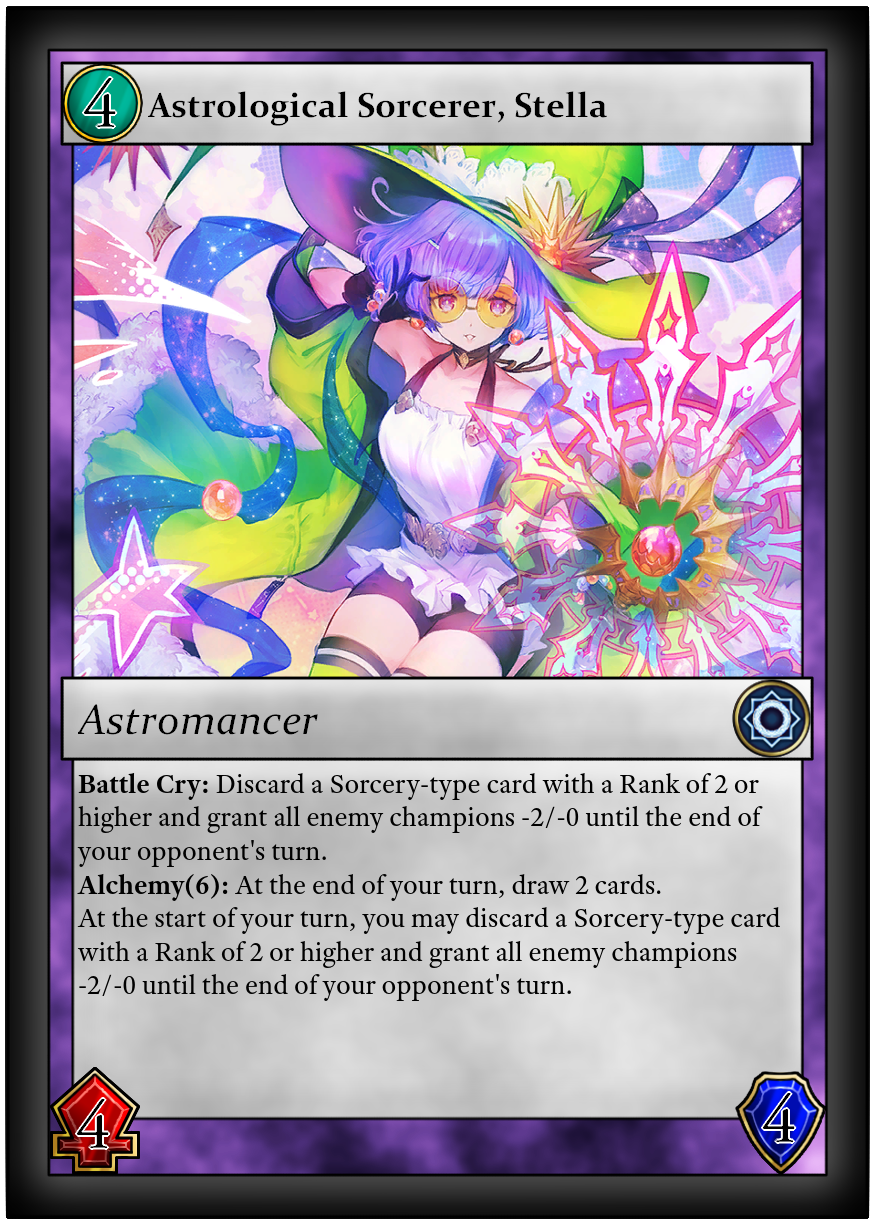 4
Astrological Sorcerer, Stella
Astromancer
Battle Cry: Discard a Sorcery-type card with a Rank of 2 or
higher and grant all enemy champions -2/-0 until the end of
your opponent's turn.
Alchemy(6): At the end of your turn, draw 2 cards.
At the start of your turn, you may discard a Sorcery-type card
with a Rank of 2 or higher and grant all enemy champions
-2/-0 until the end of your opponent's turn.
4
4